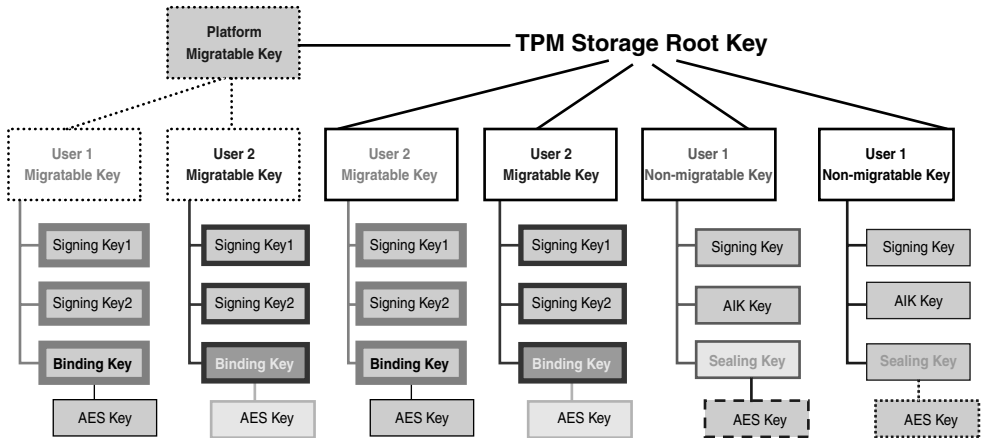 Platform
Migratable Key
TPM Storage Root Key
User 1
Migratable Key
User 2
Migratable Key
User 2
Migratable Key
User 2
Migratable Key
User 1
Non-migratable Key
User 1
Non-migratable Key
Signing Key1
Signing Key1
Signing Key1
Signing Key1
Signing Key
Signing Key
Signing Key2
Signing Key2
Signing Key2
Signing Key2
AIK Key
AIK Key
Binding Key
Binding Key
Binding Key
Binding Key
Sealing Key
Sealing Key
AES Key
AES Key
AES Key
AES Key
AES Key
AES Key